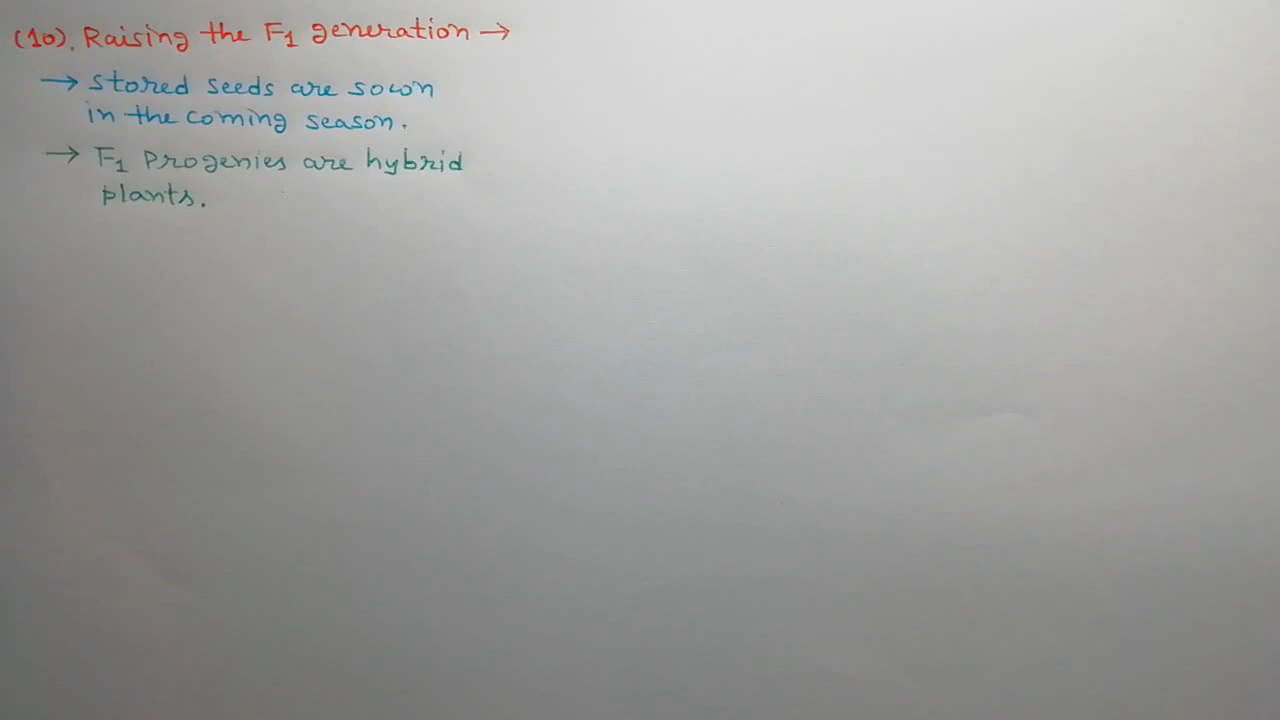 (10). Raising the F1 generation →
→ stored seeds are sown
in the coming season.
→ F1 Progenies are hybrid
plants.